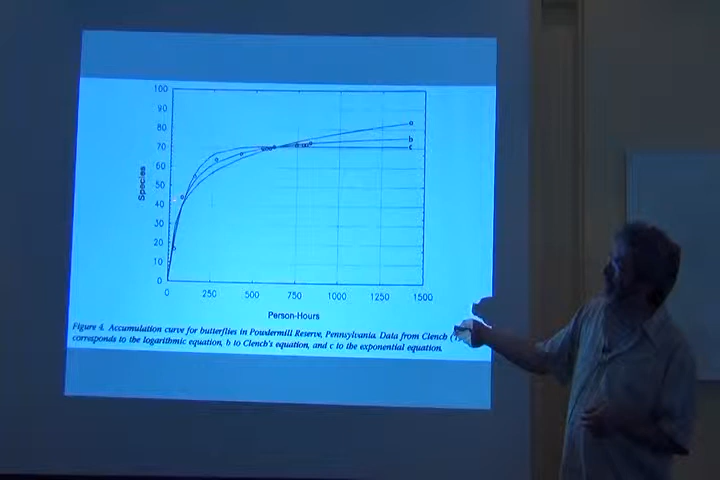 100
90
80
70
60
50
40
30
20
10
0
Species
a
b
c
0 250 500 750 1000 1250 1500
Person-Hours
Figure 4. Accumulation curve for butterflies in Powdermill Reserve, Pennsylvania. Data from Clench
corresponds to the logarithmic equation, b to Clench's equation, and c to the exponential equation.